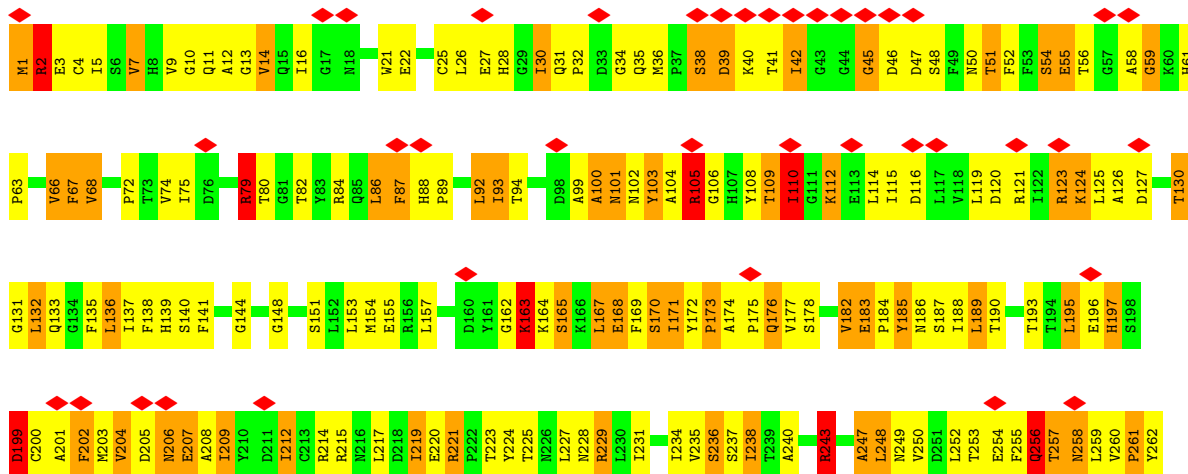 M1 R2 E3 C4 I5 S6 V7 H8 V9 G10 Q11 A12 G13 V14 Q15 I16 G17 N18 W21 E22 C25 L26 E27 H28 G29 I30 Q31 P32 D33 G34 Q35 M36 P37 S38 D39 K40 T41 I42 G43 G44 G45 D46 D47 S48 F49 N50 T51 F52 F53 S54 E55 T56 G57 A58 G59 K60 H61
P63 V66 F67 V68 P72 T73 V74 I75 D76 R79 T80 G81 T82 Y83 R84 Q85 L86 F87 H88 P89 L92 I93 T94 D98 A99 A100 N101 N102 Y103 A104 R105 G106 H107 Y108 T109 I110 G111 K112 E113 L114 I115 D116 L117 V118 L119 D120 R121 I122 R123 K124 L125 A126 D127 T130
G131 L132 Q133 G134 F135 L136 I137 F138 H139 S140 F141 G144 G148 S151 L152 L153 M154 E155 R156 L157 D160 Y161 G162 K163 K164 S165 K166 L167 E168 F169 S170 I171 Y172 P173 A174 P175 Q176 V177 S178 V182 E183 P184 Y185 N186 S187 I188 L189 T190 T193 T194 L195 E196 H197 S198
D199 C200 A201 F202 M203 V204 D205 N206 E207 A208 I209 Y210 D211 I212 C213 R214 R215 N216 L217 D218 I219 E220 R221 P222 T223 Y224 T225 N226 L227 N228 R229 L230 I231 I234 V235 S236 S237 I238 T239 A240 R243 A247 L248 N249 V250 D251 L252 T253 E254 F255 Q256 T257 N258 L259 V260 P261 Y262